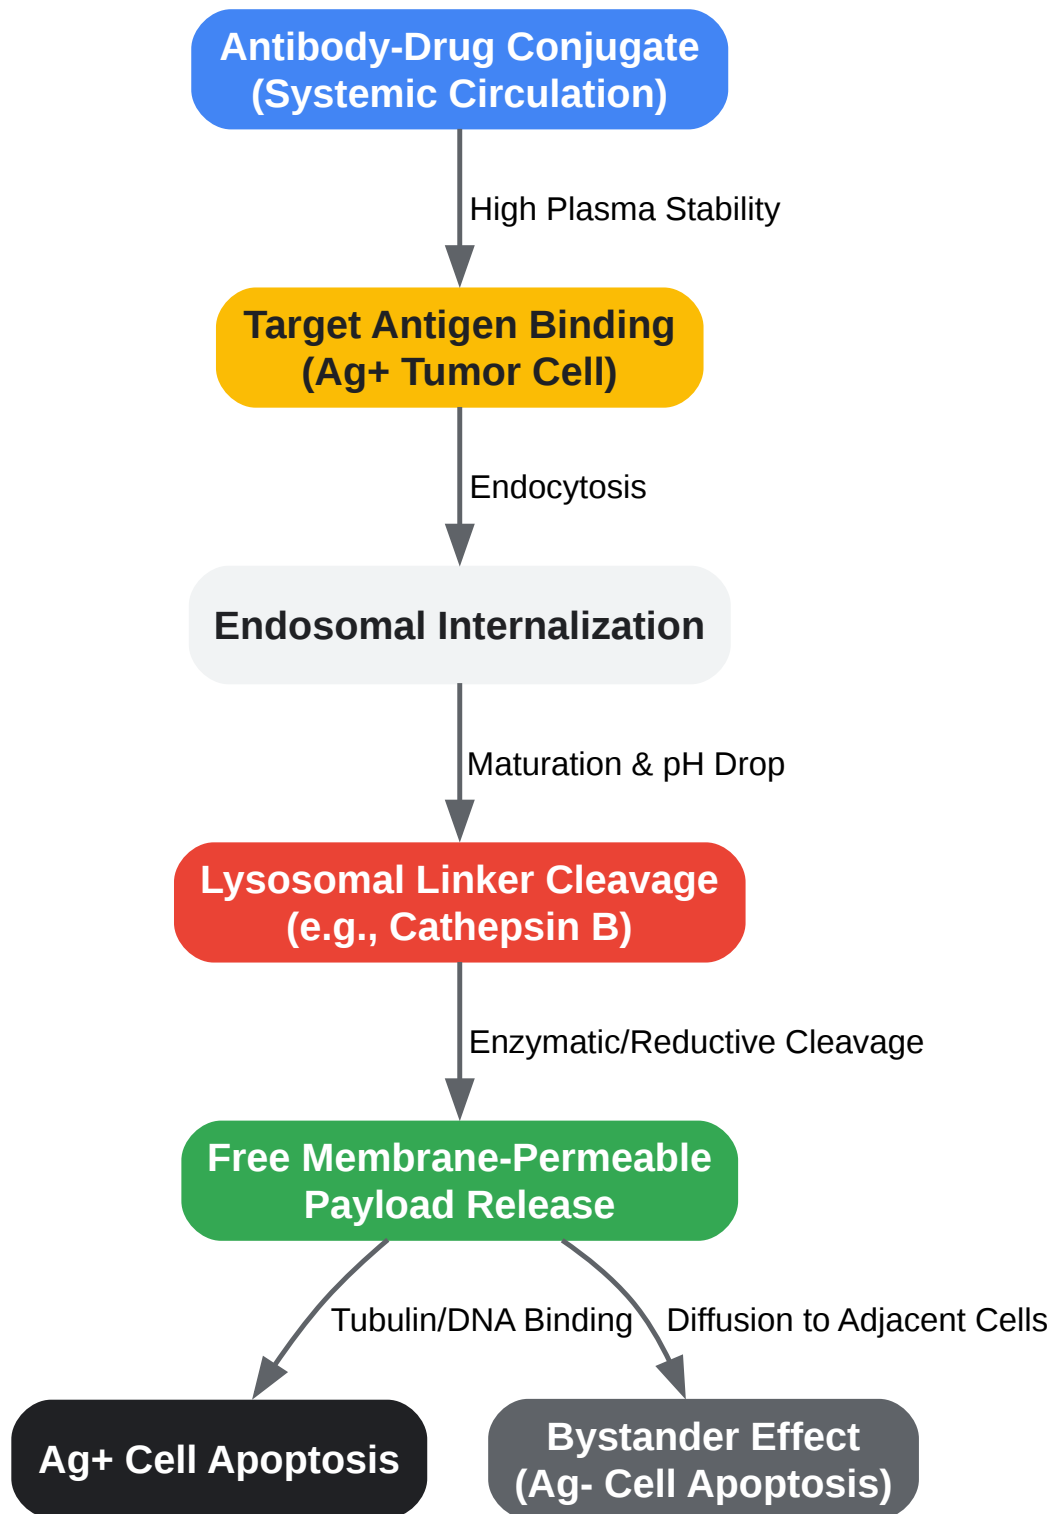 Antibody-Drug Conjugate
(Systemic Circulation)
High Plasma Stability
Target Antigen Binding
(Ag+ Tumor Cell)
Endocytosis
Endosomal Internalization
Maturation & pH Drop
Lysosomal Linker Cleavage
(e.g., Cathepsin B)
Enzymatic/Reductive Cleavage
Free Membrane-Permeable
Payload Release
Tubulin/DNA Binding
Diffusion to Adjacent Cells
Ag+ Cell Apoptosis
Bystander Effect
(Ag- Cell Apoptosis)